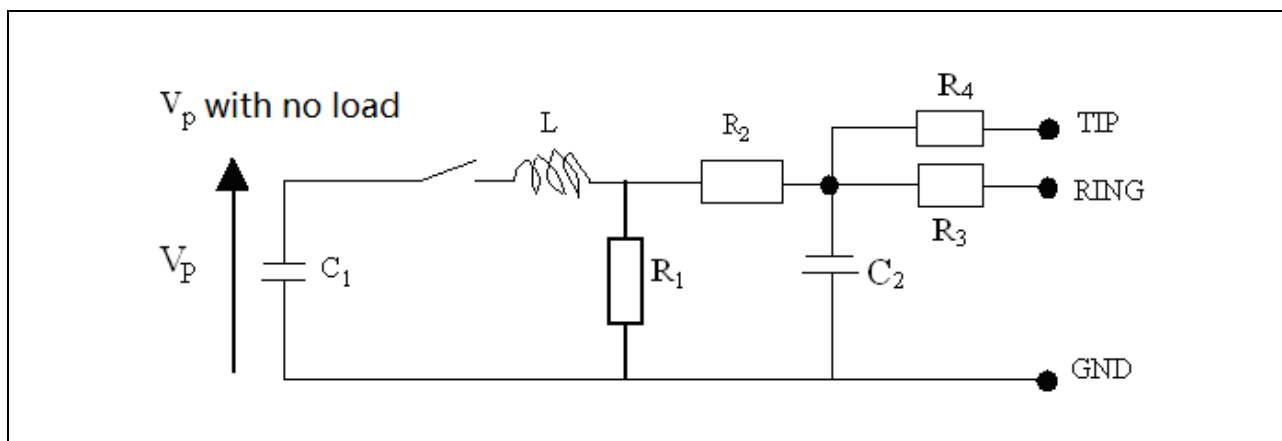 Vp with no load
Vp
C1
L
R1
R2
C2
R4
R3
TIP
RING
GND